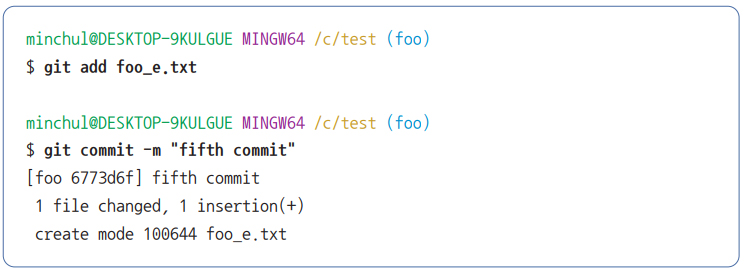 minchul@DESKTOP-9KULGUE MINGW64 /c/test (foo)
$ git add foo_e.txt
minchul@DESKTOP-9KULGUE MINGW64 /c/test (foo)
$ git commit -m "fifth commit"
[foo 6773d6f] fifth commit
1 file changed, 1 insertion(+)
create mode 100644 foo_e.txt